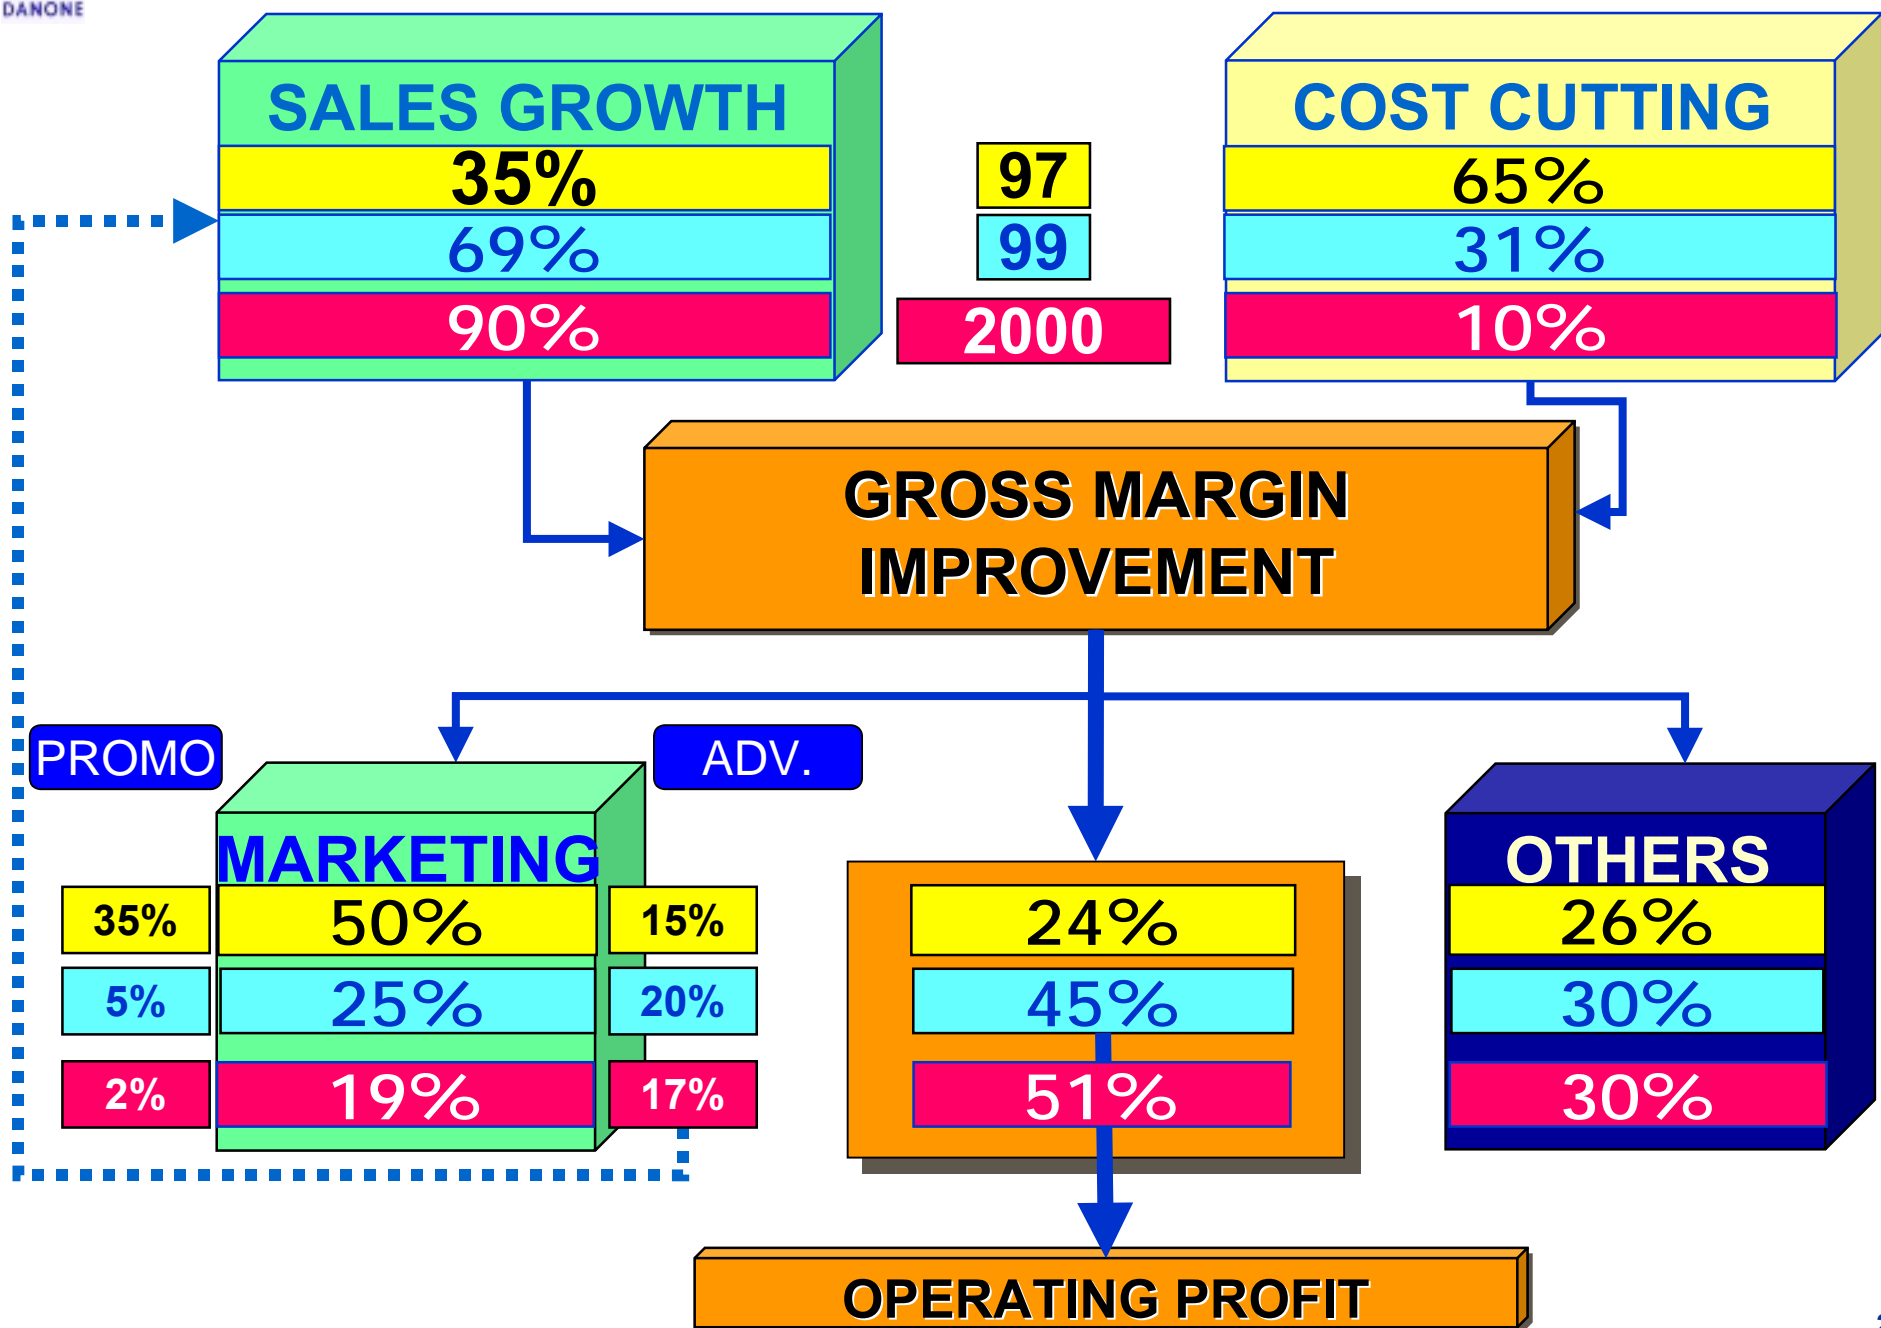 DANONE
SALES GROWTH
COST CUTTING
35%
97
65%
69%
99
31%
90%
2000
10%
GROSS MARGIN
IMPROVEMENT
PROMO
ADV.
MARKETING
OTHERS
35%
50%
15%
24%
26%
5%
25%
20%
45%
30%
2%
19%
17%
51%
30%
OPERATING PROFIT